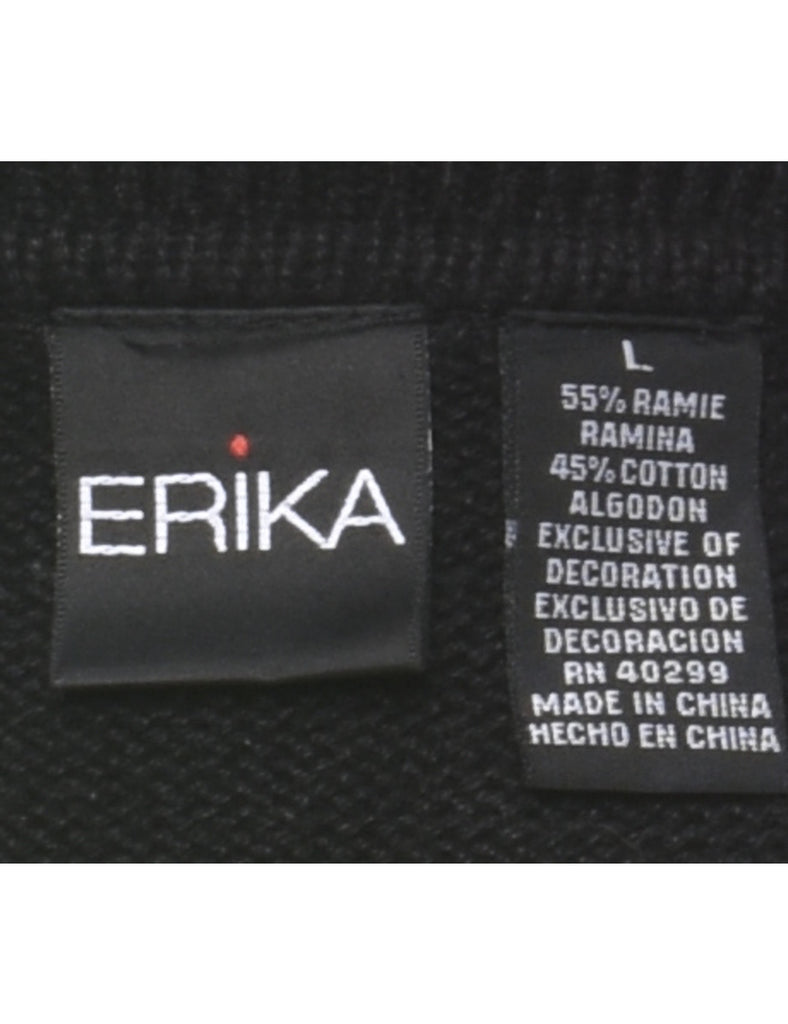 ERiKA
L
55% RAMIE
RAMINA
45% COTTON
ALGODON
EXCLUSIVE OF
DECORATION
EXCLUSIVO DE
DECORACION
RN 40299
MADE IN CHINA
HECHO EN CHINA